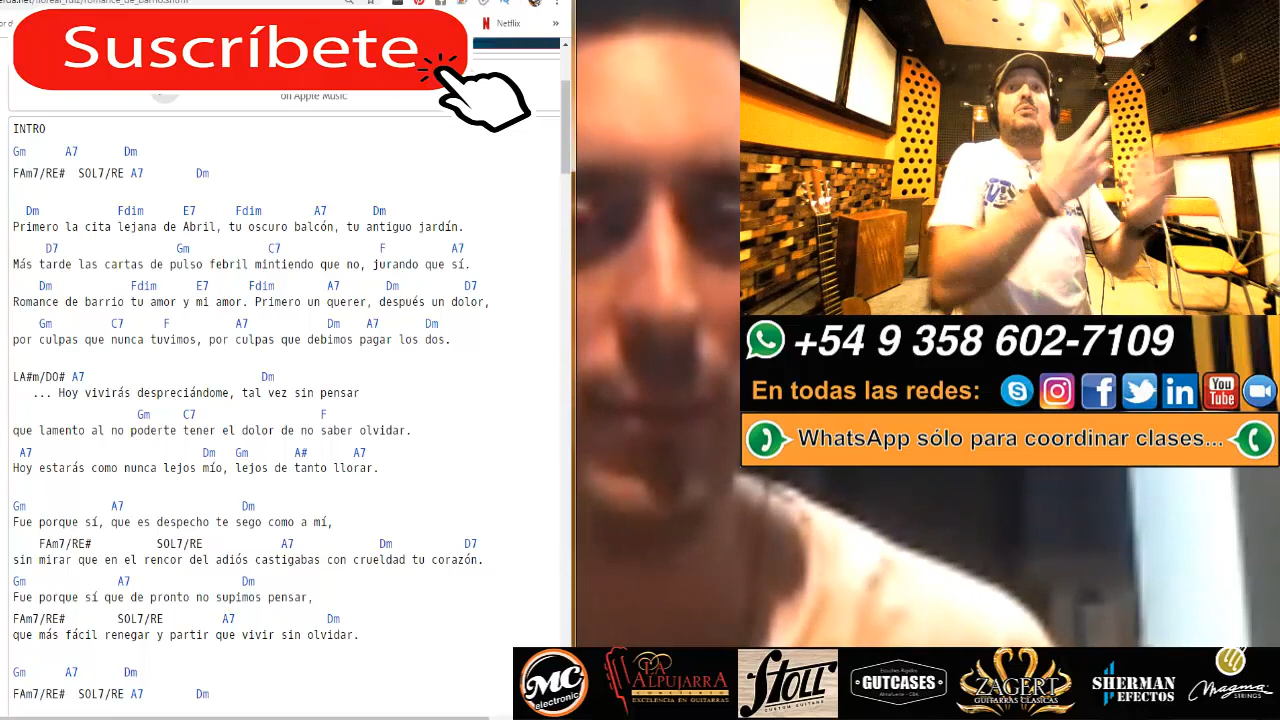 Netflix
Suscríbete
on Apple Music
INTRO
Gm A7 Dm
FAm7/RE# SOL7/RE A7 Dm
Dm Fdim E7 Fdim A7 Dm
Primero la cita lejana de Abril, tu oscuro balcón, tu antiguo jardín.
D7 Gm C7 F A7
Más tarde las cartas de pulso febril mintiendo que no, jurando que sí.
Dm Fdim E7 Fdim A7 Dm D7
Romance de barrio tu amor y mi amor. Primero un querer, después un dolor,
Gm C7 F A7 Dm A7 Dm
por culpas que nunca tuvimos, por culpas que debimos pagar los dos.
LA#m/DO# A7 Dm
... Hoy vivirás despreciándome, tal vez sin pensar
Gm C7 F
que lamento al no poderte tener el dolor de no saber olvidar.
A7 Dm Gm A# A7
Hoy estarás como nunca lejos mío, lejos de tanto llorar.
Gm A7 Dm
Fue porque sí, que es despecho te sego como a mí,
FAm7/RE# SOL7/RE A7 Dm D7
sin mirar que en el rencor del adiós castigabas con crueldad tu corazón.
Gm A7 Dm
Fue porque sí que de pronto no supimos pensar,
FAm7/RE# SOL7/RE A7 Dm
que más fácil renegar y partir que vivir sin olvidar.
Gm A7 Dm
FAm7/RE# SOL7/RE A7 Dm
+54 9 358 602-7109
En todas las redes:
in
You
Tube
WhatsApp sólo para coordinar clases...
MC
electronic
LA
ALPUJARRA
EXCELENCIA EN GUITARRAS
STOLL
CUSTOM GUITARS
GUTCASES
ZAGERT
GUITARRAS CLASICAS
SHERMAN
EFECTOS
Magma
STRINGS